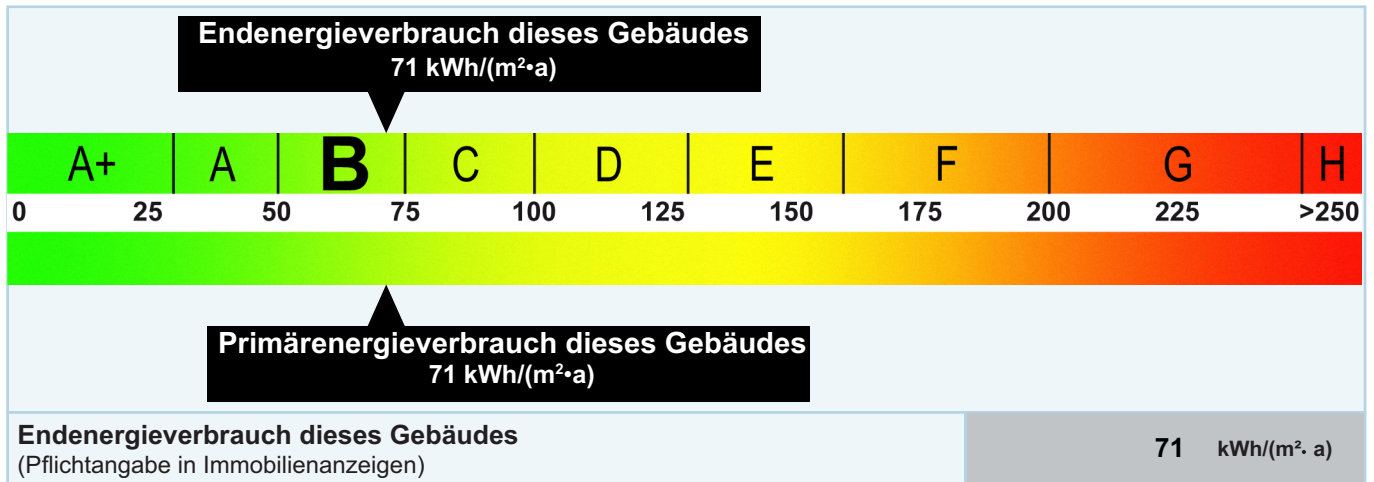 Endenergieverbrauch dieses Gebäudes
71 kWh/(m²•a)
A+ A B C D E F G H
0 25 50 75 100 125 150 175 200 225 >250
Primärenergieverbrauch dieses Gebäudes
71 kWh/(m²•a)
Endenergieverbrauch dieses Gebäudes
(Pflichtangabe in Immobilienanzeigen)
71 kWh/(m²· a)